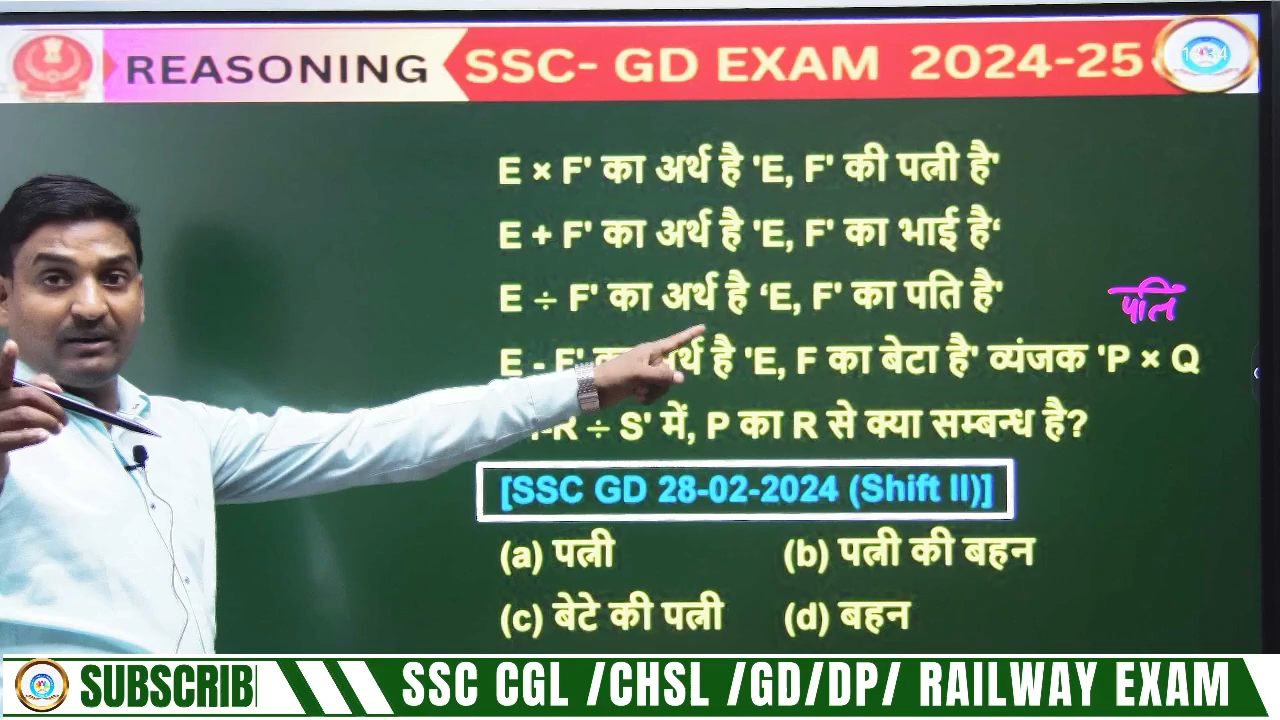 REASONING SSC- GD EXAM 2024-25
E × F' का अर्थ है 'E, F' की पत्नी है'
E + F' का अर्थ है 'E, F' का भाई है‘
E ÷ F' का अर्थ है ‘E, F' का पति है'
पति
E - F' का अर्थ है 'E, F का बेटा है' व्यंजक 'P × Q
-R ÷ S' में, P का R से क्या सम्बन्ध है?
[SSC GD 28-02-2024 (Shift II)]
(a) पत्नी (b) पत्नी की बहन
(c) बेटे की पत्नी (d) बहन
SUBSCRIB SSC CGL /CHSL /GD/DP/ RAILWAY EXAM